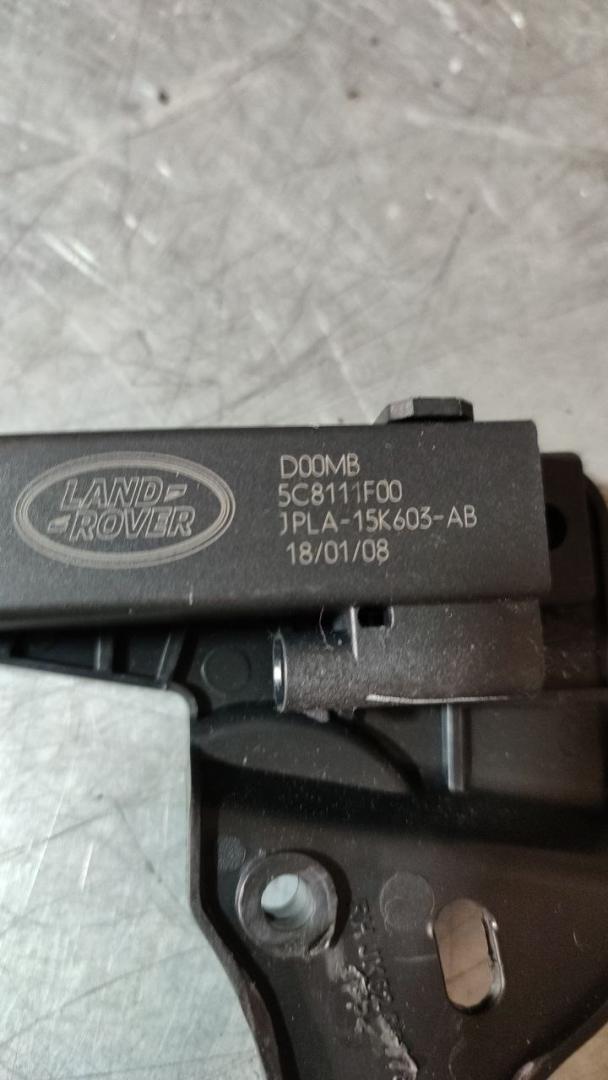 LAND-
-ROVER
D00MB
5C8111F00
JPLA-15K603-AB
18/01/08